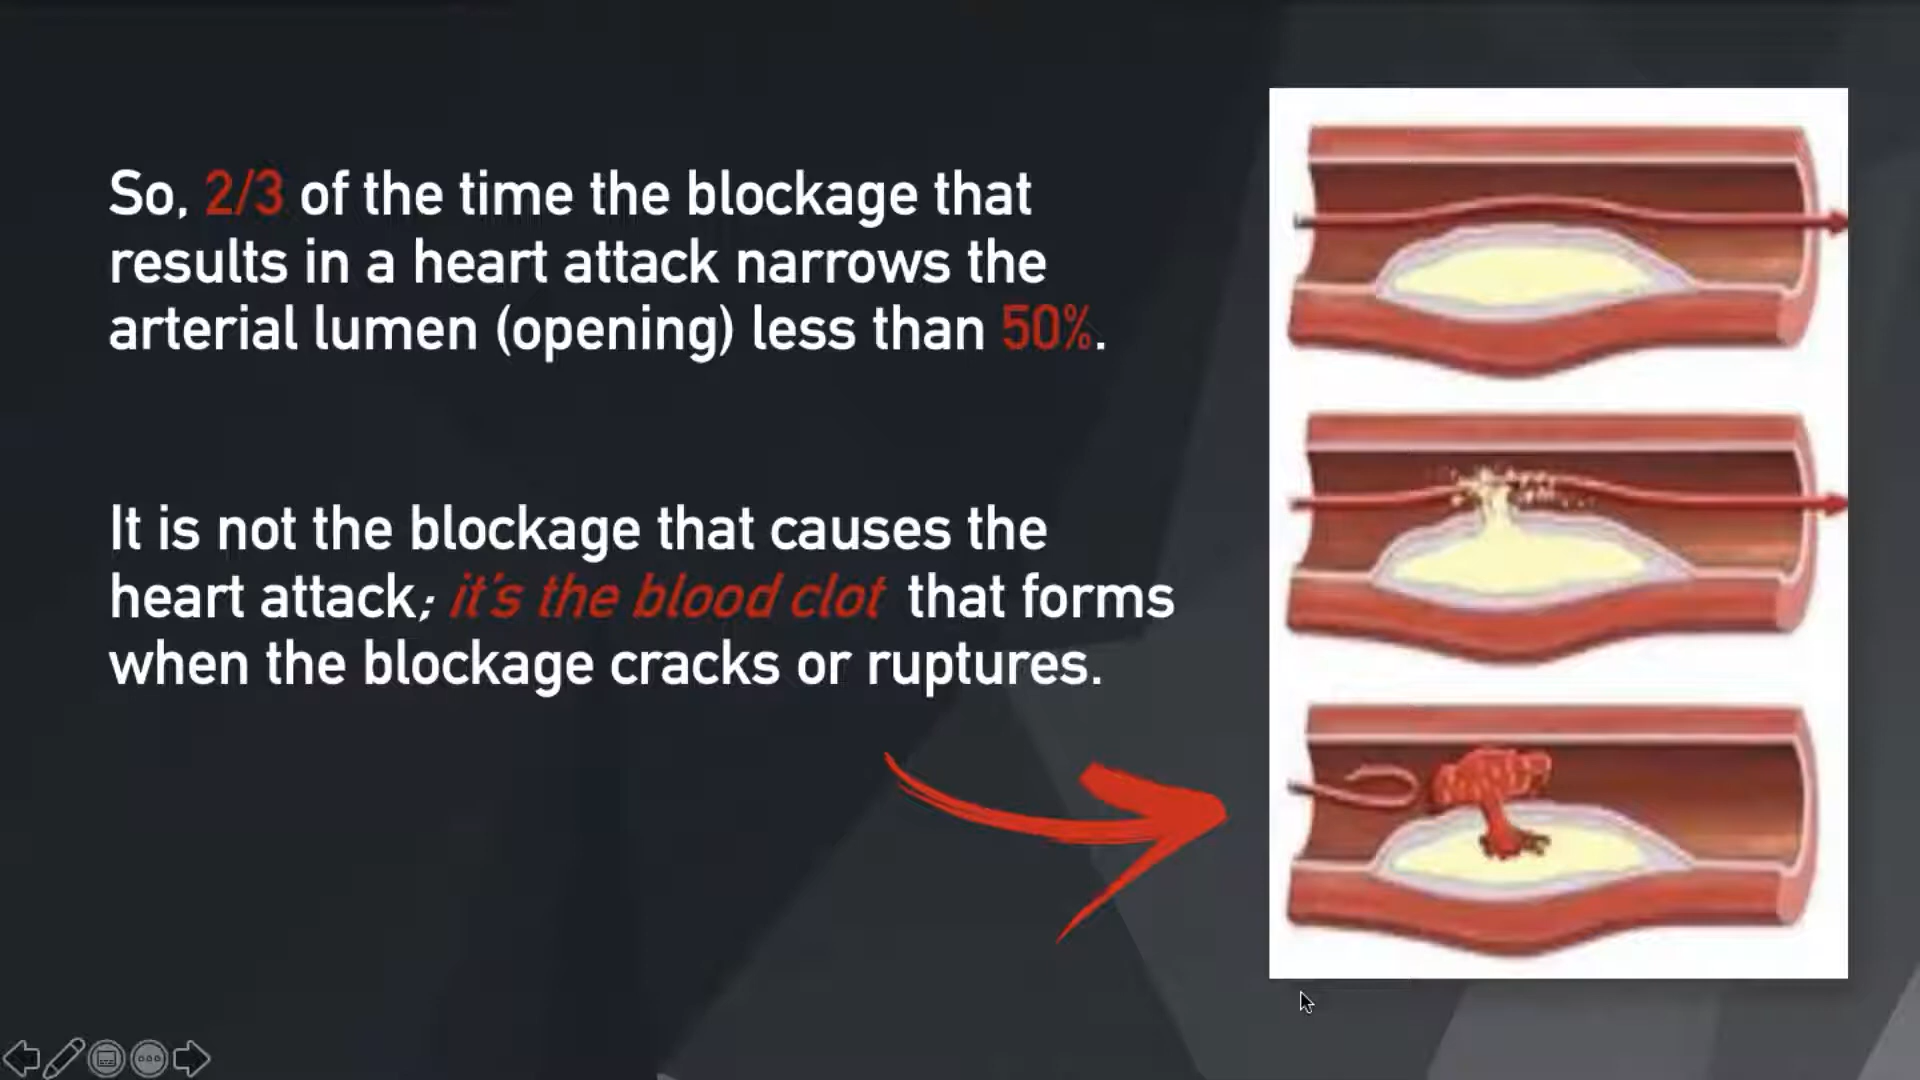 So, 2/3 of the time the blockage that
results in a heart attack narrows the
arterial lumen (opening) less than 50%.
It is not the blockage that causes the
heart attack; it's the blood clot that forms
when the blockage cracks or ruptures.